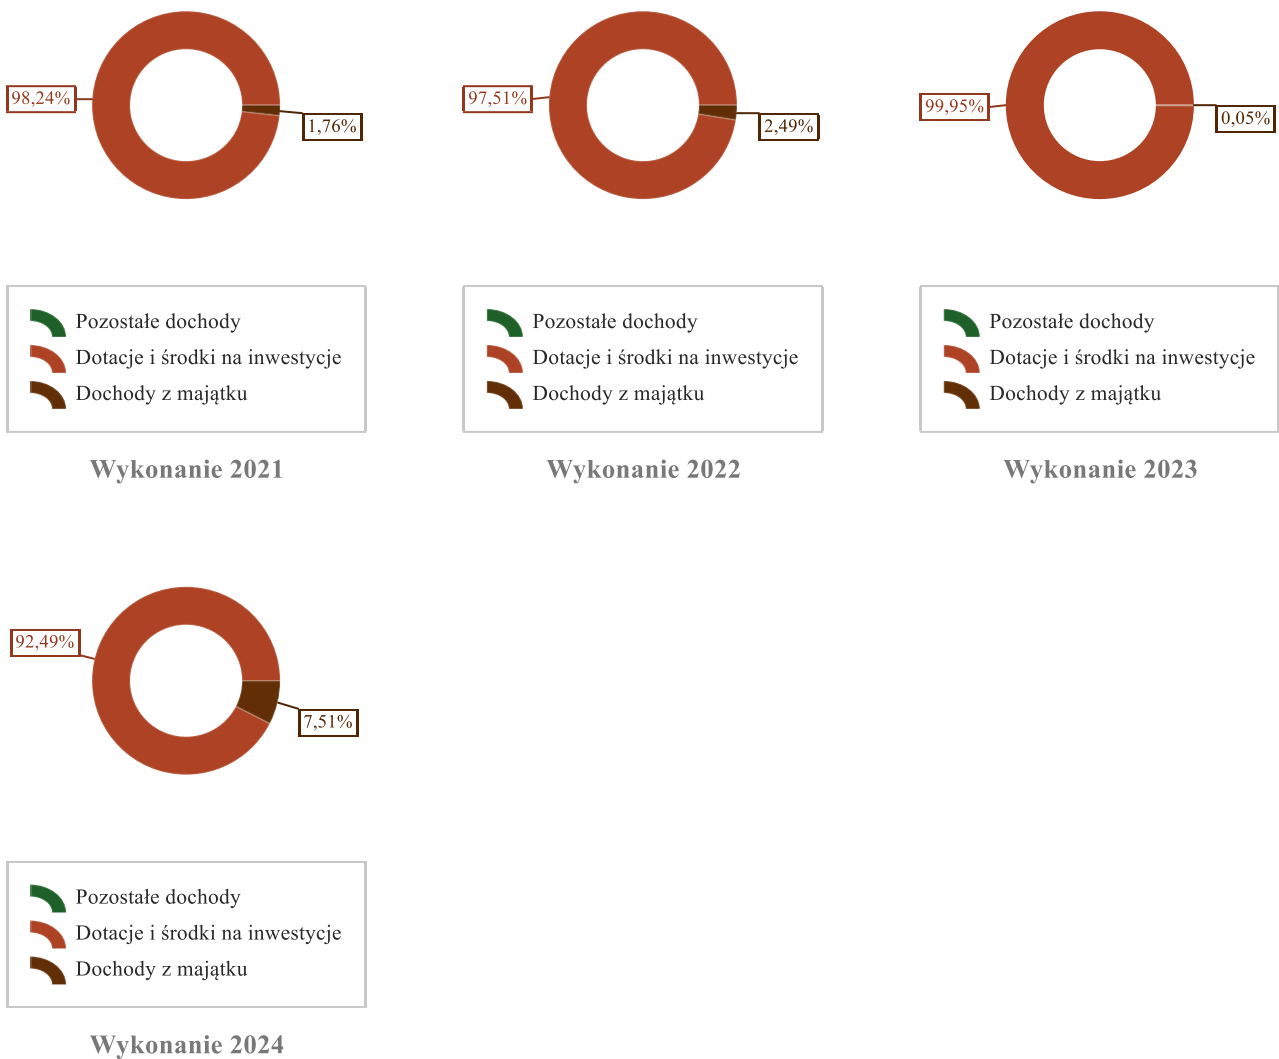 98,24%
1,76%
Pozostałe dochody
Dotacje i środki na inwestycje
Dochody z majątku
Wykonanie 2021
97,51%
2,49%
Pozostałe dochody
Dotacje i środki na inwestycje
Dochody z majątku
Wykonanie 2022
99,95%
0,05%
Pozostałe dochody
Dotacje i środki na inwestycje
Dochody z majątku
Wykonanie 2023
92,49%
7,51%
Pozostałe dochody
Dotacje i środki na inwestycje
Dochody z majątku
Wykonanie 2024